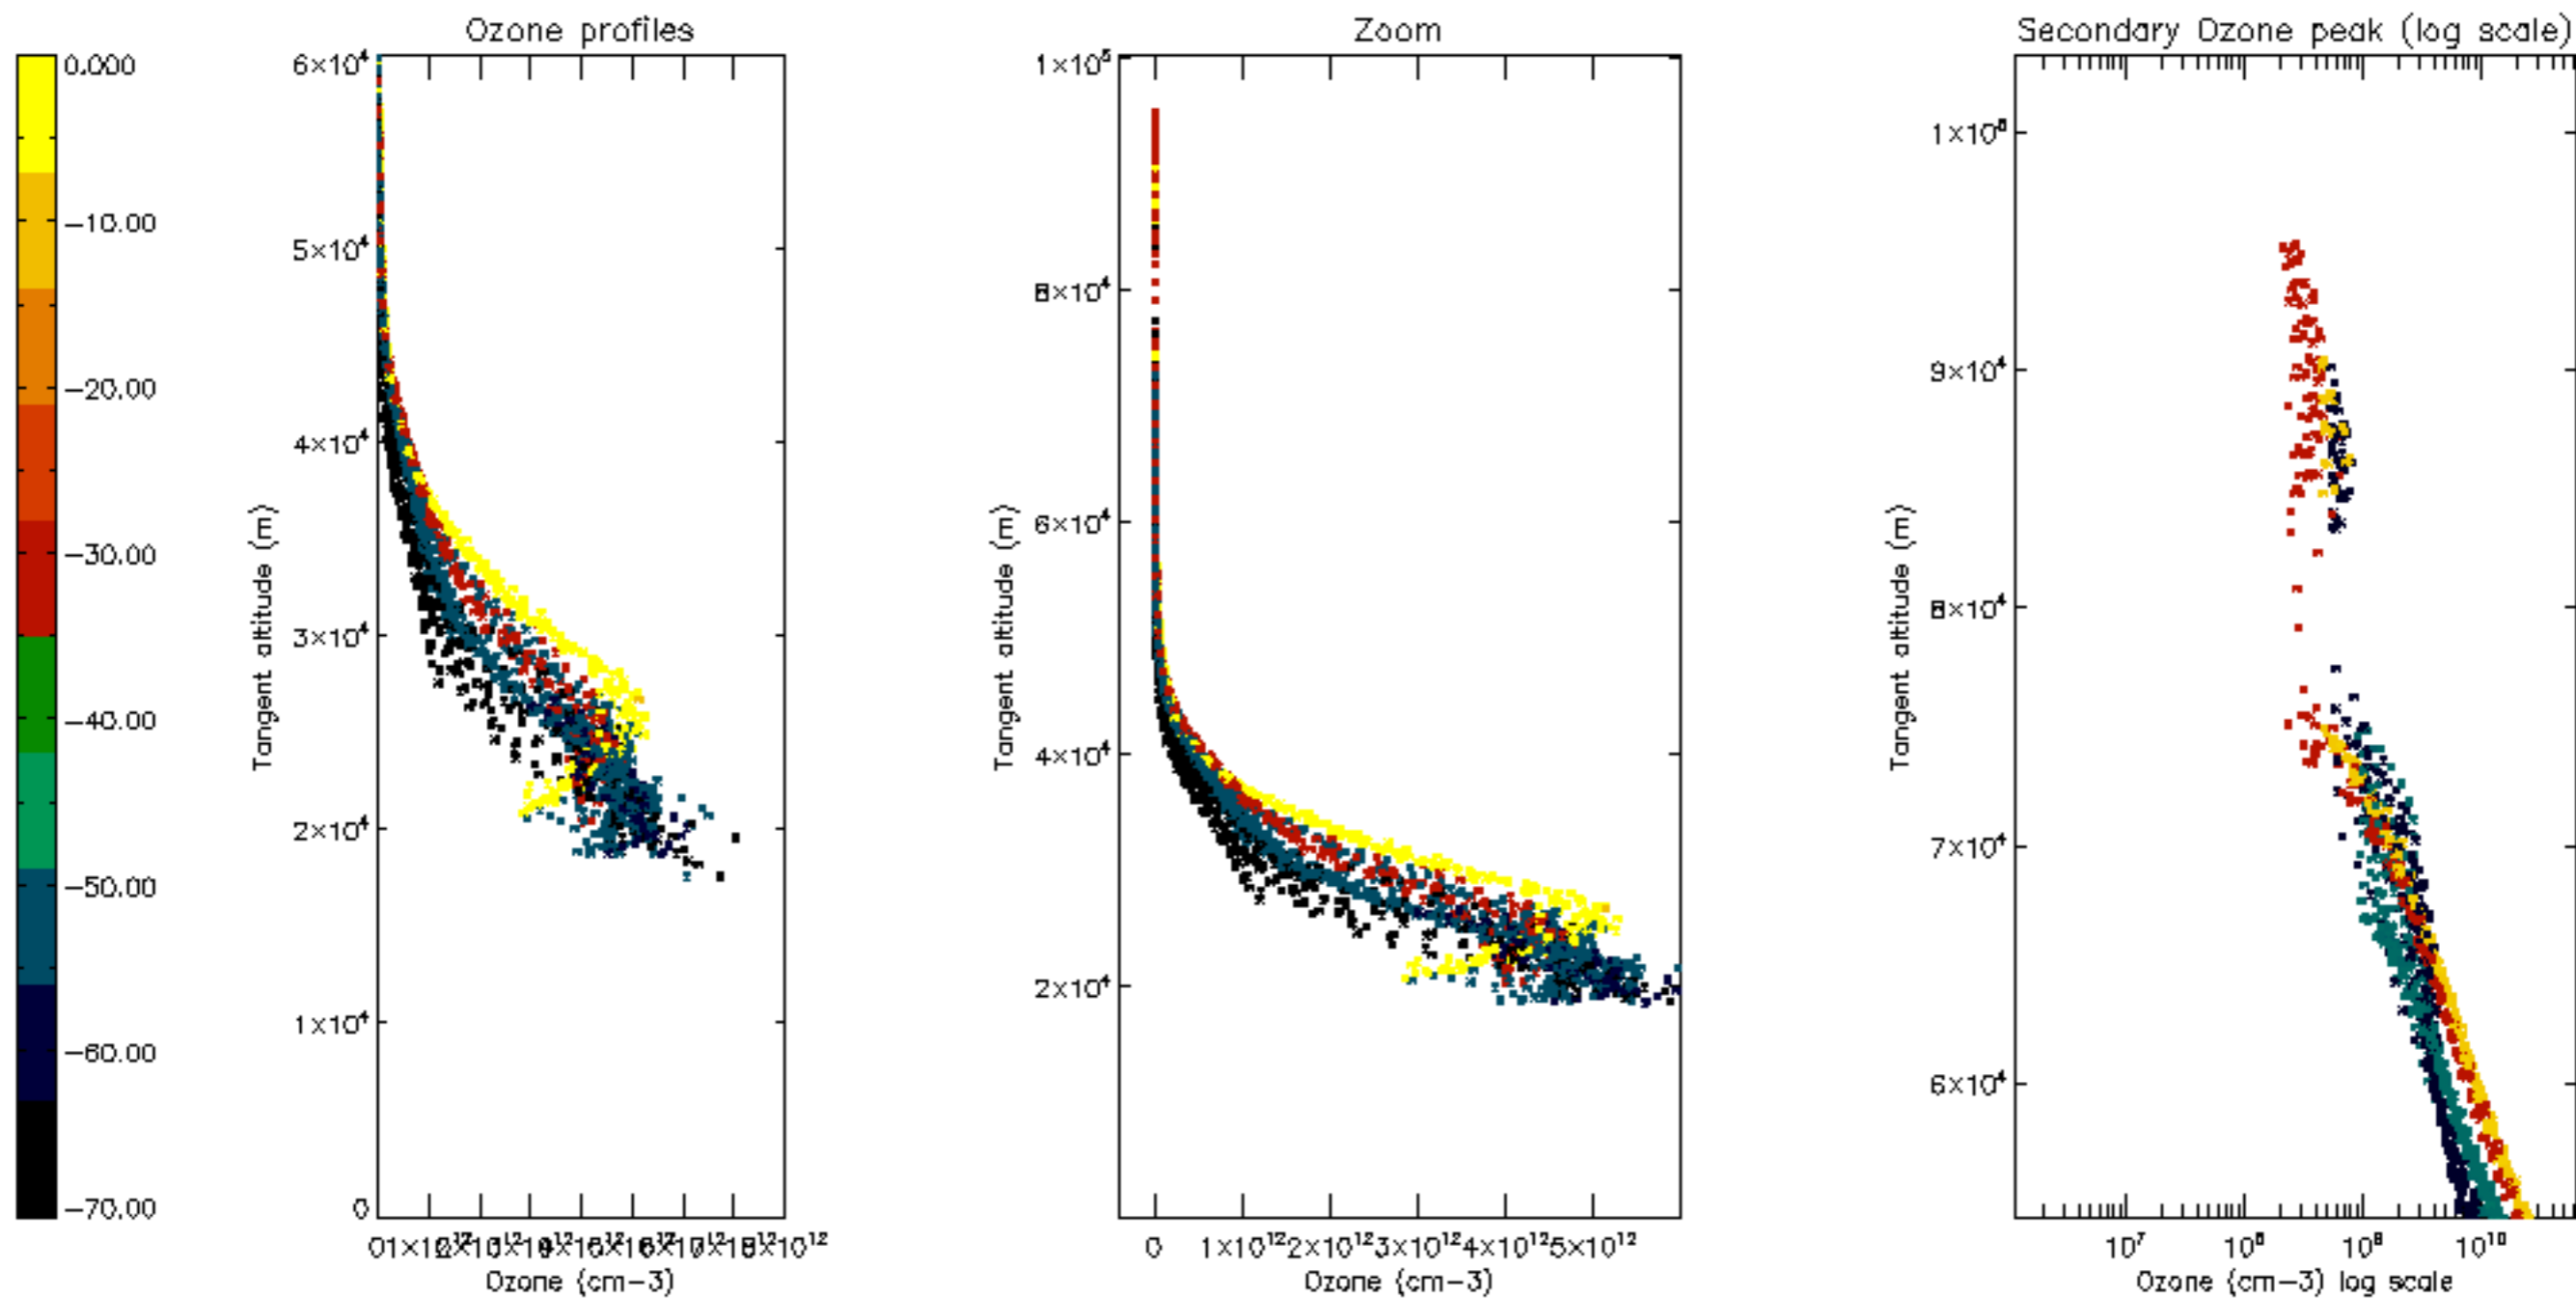 Ozone profiles
Zoom
Secondary Ozone peak (log scale)
0.000
-10.00
-20.00
-30.00
-40.00
-50.00
-60.00
-70.00
6×10⁴
5×10⁴
4×10⁴
3×10⁴
2×10⁴
1×10⁴
0
Tangent altitude (m)
Ozone (cm-3)
1×10⁵
8×10⁴
6×10⁴
4×10⁴
2×10⁴
Tangent altitude (m)
0 1×10¹² 2×10¹² 3×10¹² 4×10¹² 5×10¹²
Ozone (cm-3)
9×10⁴
8×10⁴
7×10⁴
6×10⁴
Tangent altitude (m)
10⁷ 10⁸ 10⁹ 10¹⁰
Ozone (cm-3) log scale